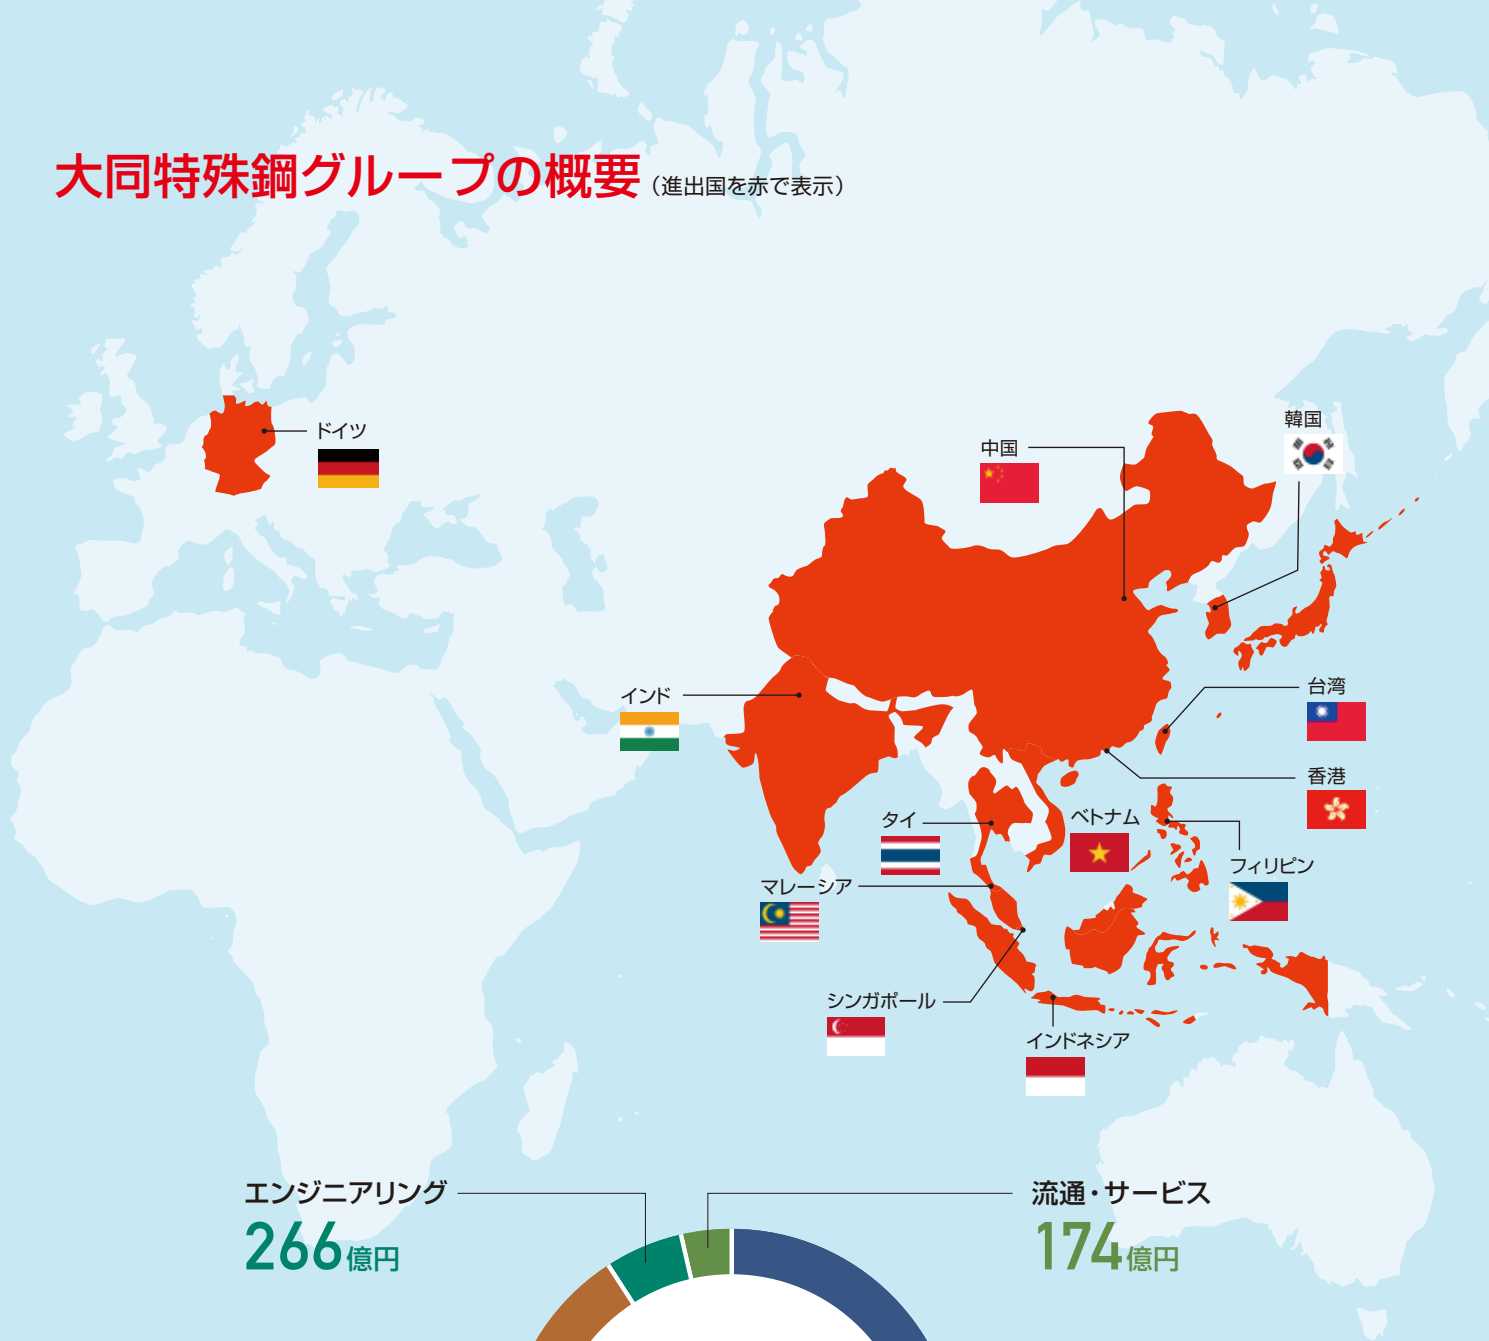 大同特殊鋼グループの概要（進出国を赤で表示）
ドイツ
中国
韓国
インド
台湾
香港
タイ
ベトナム
フィリピン
マレーシア
シンガポール
インドネシア
エンジニアリング
266億円
流通・サービス
174億円